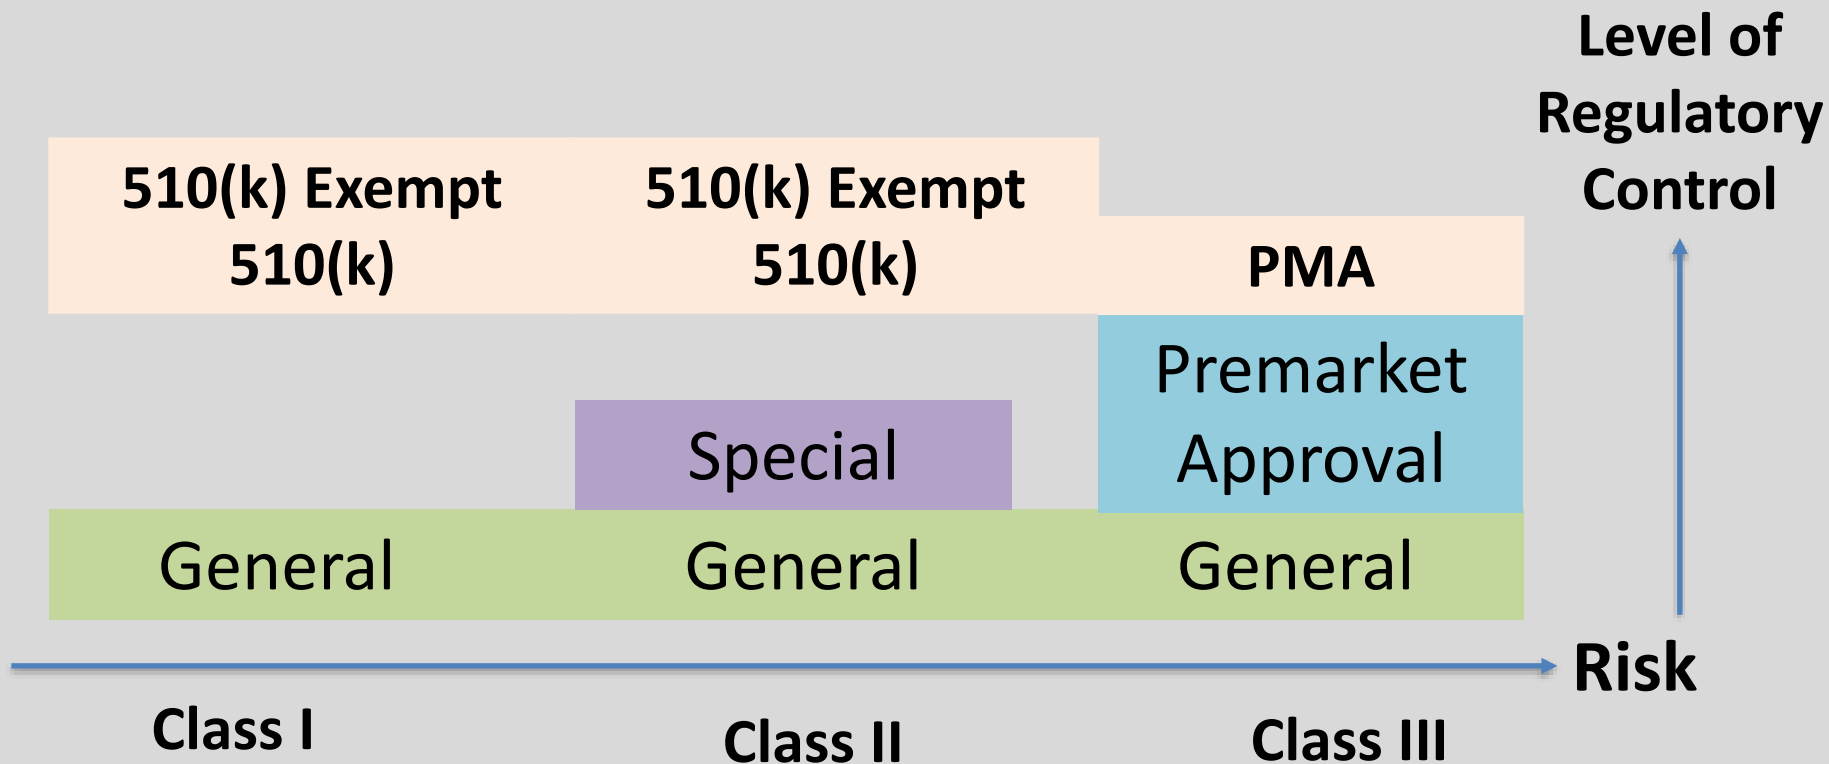 Level of
Regulatory
Control
510(k) Exempt
510(k)
510(k) Exempt
510(k)
PMA
Premarket
Approval
Special
General
General
General
Risk
Class I
Class II
Class III